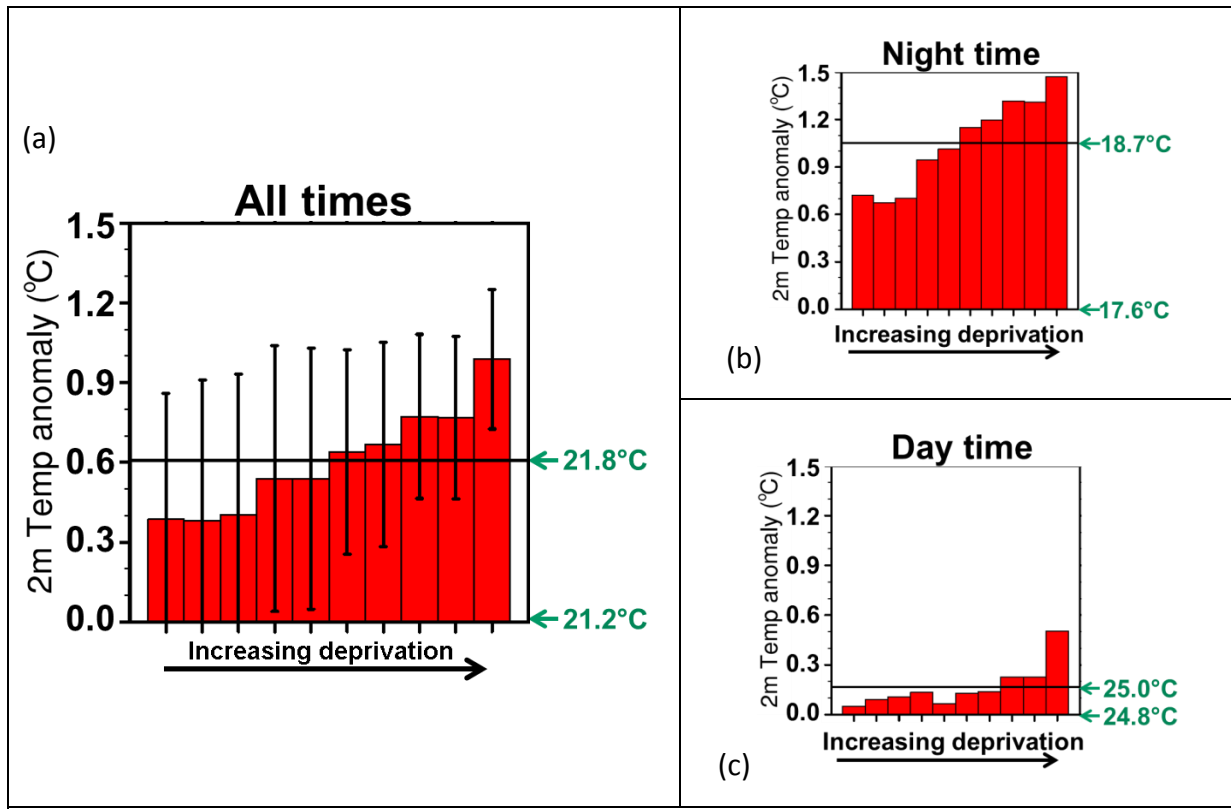 (a)
All times
2m Temp anomaly (°C)
1.5
1.2
0.9
0.6
0.3
0.0
21.8°C
21.2°C
Increasing deprivation
Night time
2m Temp anomaly (°C)
1.5
1.2
0.9
0.6
0.3
0.0
18.7°C
17.6°C
Increasing deprivation
(b)
Day time
2m Temp anomaly (°C)
1.5
1.2
0.9
0.6
0.3
0.0
25.0°C
24.8°C
Increasing deprivation
(c)